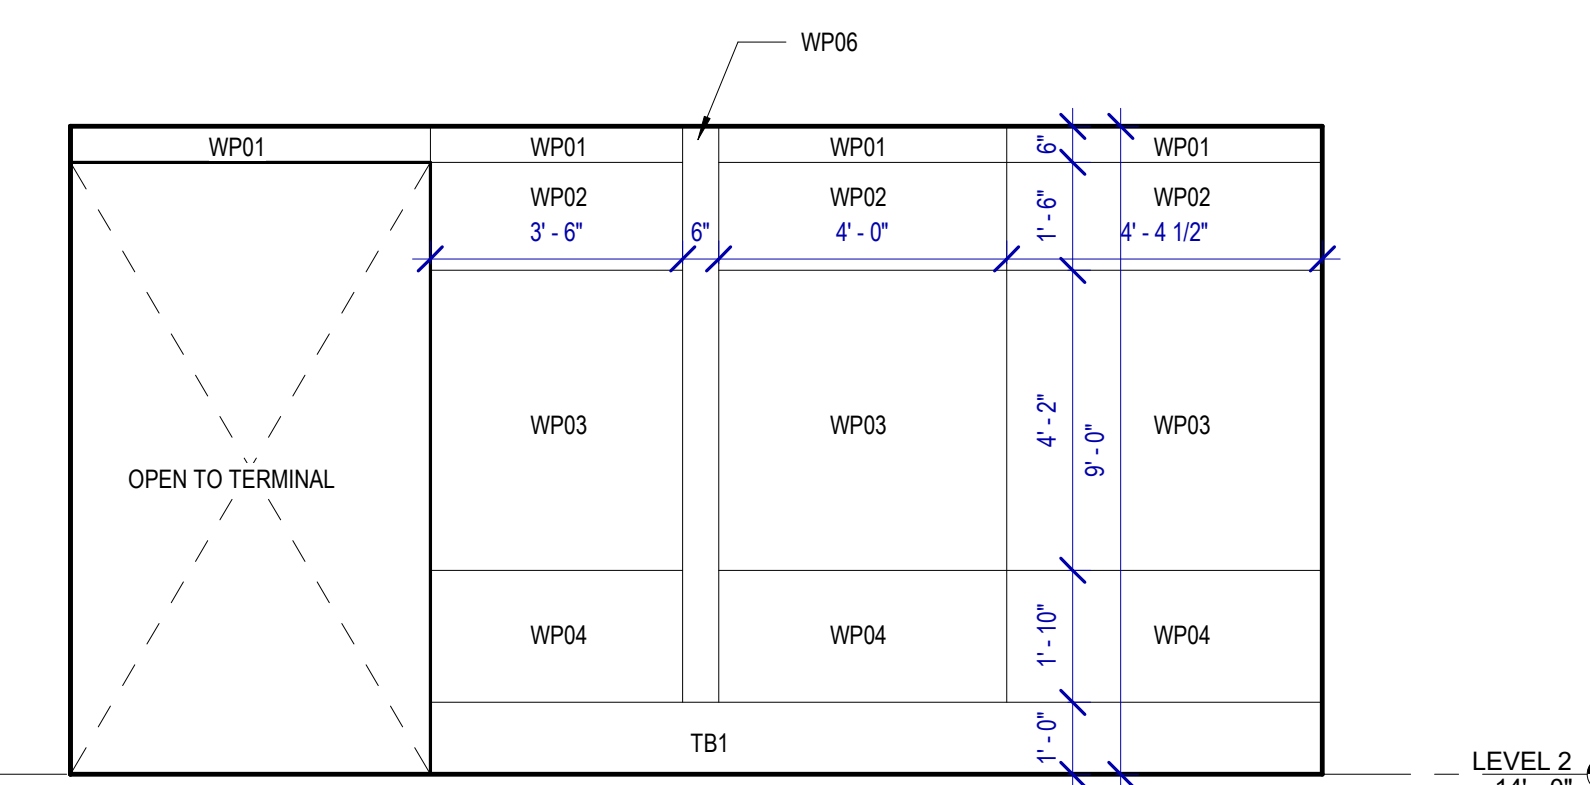 WP06
WP01 WP01 WP01 6" WP01
WP02 WP02 1' - 6" WP02
3' - 6" 6" 4' - 0" 4' - 4 1/2"
WP03 WP03 4' - 2" 9' - 0" WP03
OPEN TO TERMINAL
WP04 WP04 1' - 10" WP04
TB1 1' - 0"
LEVEL 2